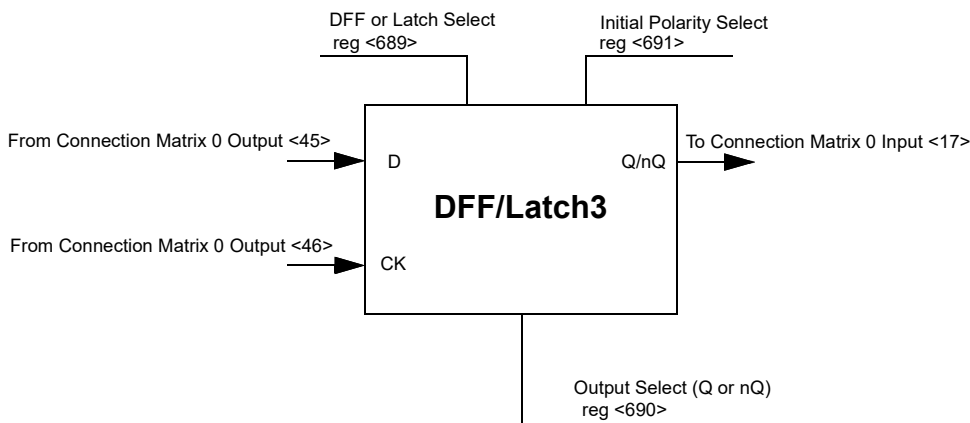 DFF or Latch Select
reg <689>
Initial Polarity Select
reg <691>
From Connection Matrix 0 Output <45>
To Connection Matrix 0 Input <17>
D
Q/nQ
DFF/Latch3
From Connection Matrix 0 Output <46>
CK
Output Select (Q or nQ)
reg <690>